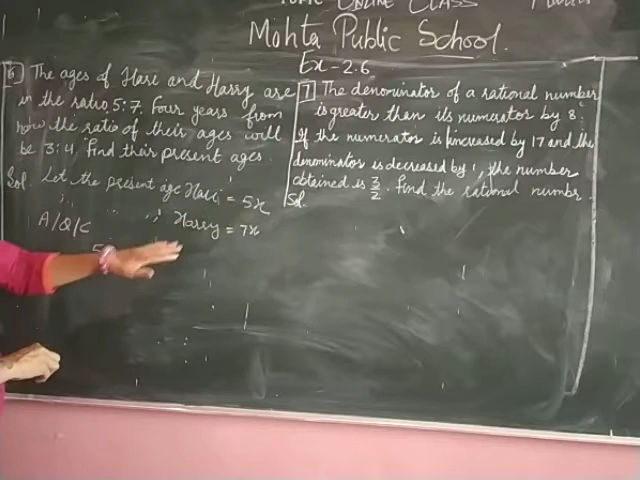 TOPIC ONLINE CLASS
Mohta Public School.
Ex-2.6
6 The ages of Hari and Harry are
in the ratio 5:7. Four years from
now the ratio of their ages will
be 3:4. Find their present ages.
Sol. Let the present age Hari = 5x
" " " Harry = 7x
A/Q/C
5
7 The denominator of a rational number
is greater than its numerator by 8.
If the numerator is increased by 17 and the
denominator is decreased by 1, the number
obtained is 3/2. Find the rational number.
Sol.